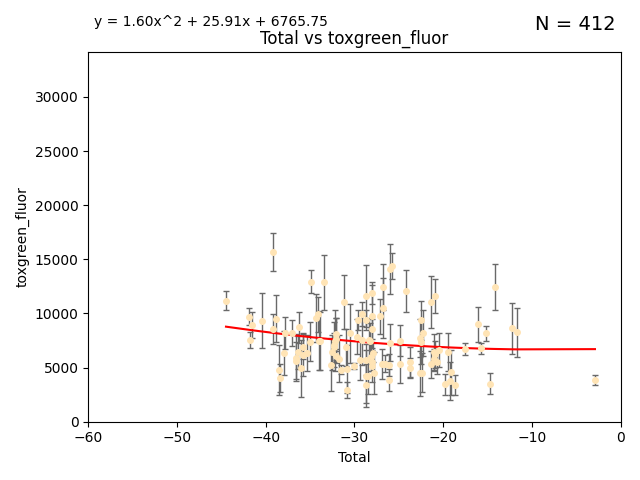 y = 1.60x^2 + 25.91x + 6765.75
N = 412
Total vs toxgreen_fluor
30000
25000
20000
15000
10000
5000
0
toxgreen_fluor
−60
−50
−40
−30
−20
−10
0
Total